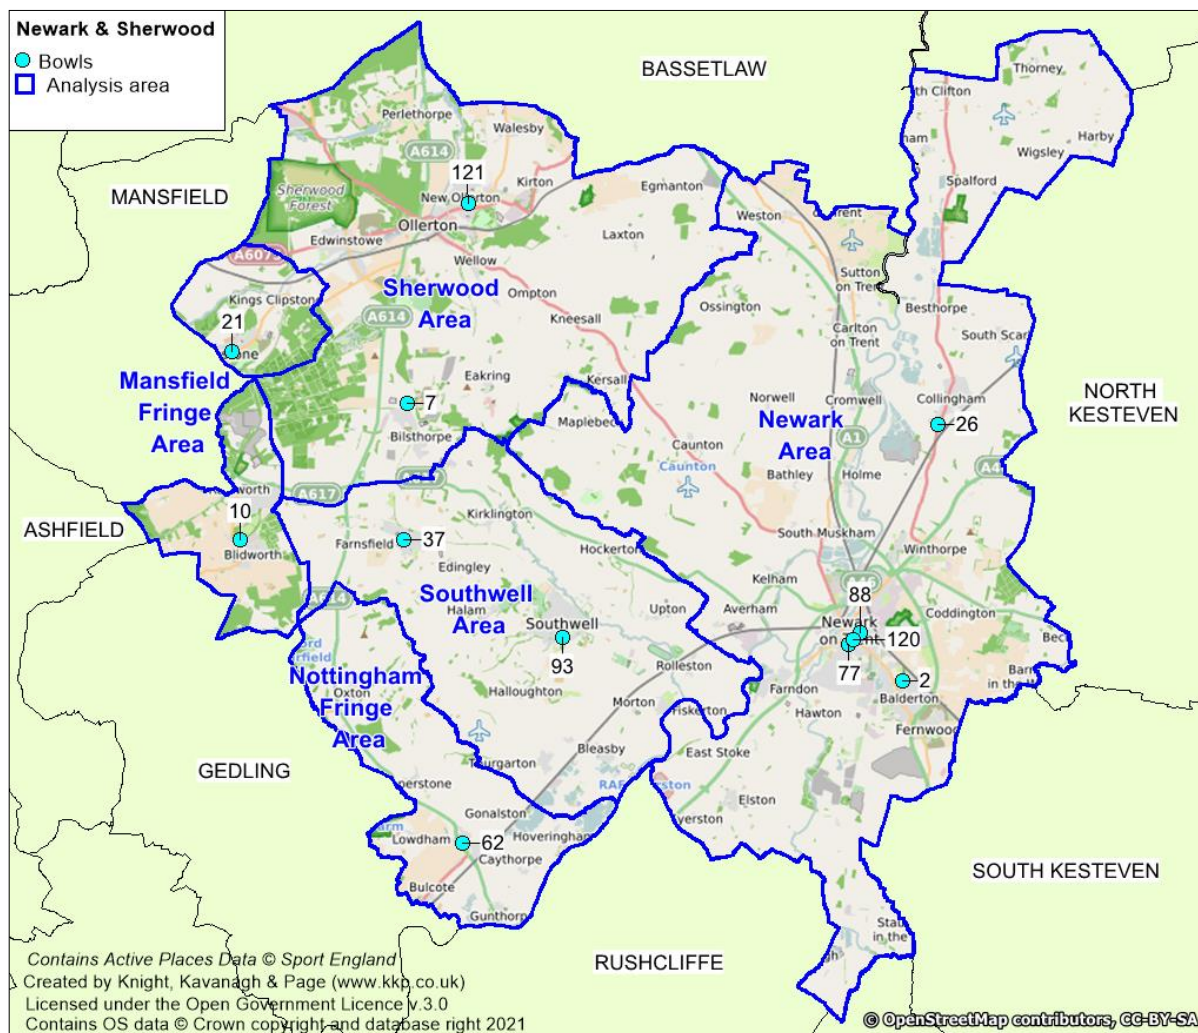 Newark & Sherwood
Bowls
Analysis area
BASSETLAW
Thorney
Clifton
Harby
Wigsley
Spalford
Perlethorpe
Walesby
A614
121
Kirton
MANSFIELD
Sherwood
Forest
New Ollerton
Egmanton
Weston
Ollerton
Laxton
Edwinstowe
Wellow
Sutton
on Trent
Kings Clipstone
Sherwood
Area
Ompton
Ossington
Besthorpe
21
A614
Kneesall
Carlton
on Trent
Mansfield
Fringe
Area
Eakring
Kersall
Norwell
Cromwell
Collingham
NORTH
KESTEVEN
7
Maplebeck
Newark
Area
26
Bilsthorpe
Caunton
A1
Caunton
Bathley
Holme
A617
ASHFIELD
10
Kirklington
South Muskham
Blidworth
Farnsfield
37
Hockerton
Winthorpe
Edingley
Kelham
Southwell
Area
Halam
Upton
Averham
88
Coddington
Southwell
Newark
120
93
Rolleston
77
2
Nottingham
Fringe
Area
Halloughton
Farndon
Balderton
Oxton
Morton
Hawton
Fernwood
GEDLING
Bleasby
East Stoke
Gonalston
Elston
Lowdham
62
Hoveringham
Caythorpe
Bulcote
SOUTH KESTEVEN
RUSHCLIFFE
Contains Active Places Data © Sport England
Created by Knight, Kavanagh & Page (www.kkp.co.uk)
Licensed under the Open Government Licence v.3.0
Contains OS data © Crown copyright and database right 2021
© OpenStreetMap contributors, CC-BY-SA